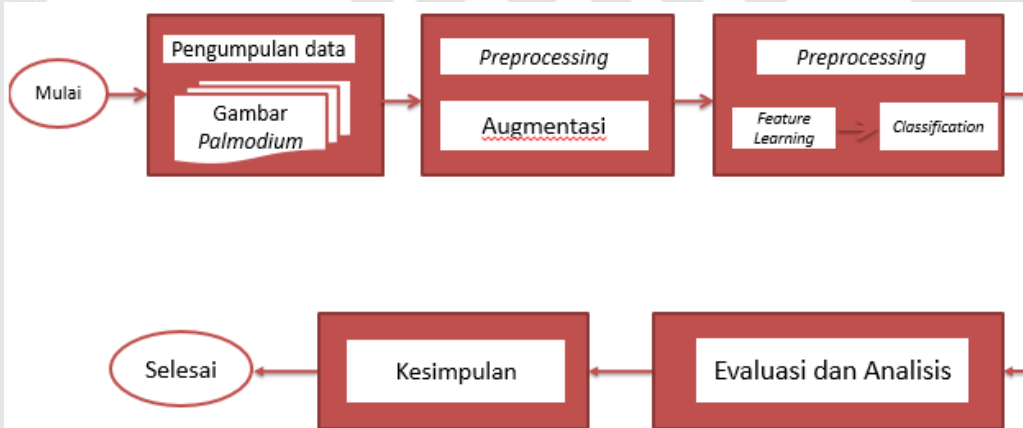 Mulai
Pengumpulan data
Gambar
Palmodium
Preprocessing
Augmentasi
Preprocessing
Feature
Learning
Classification
Evaluasi dan Analisis
Kesimpulan
Selesai